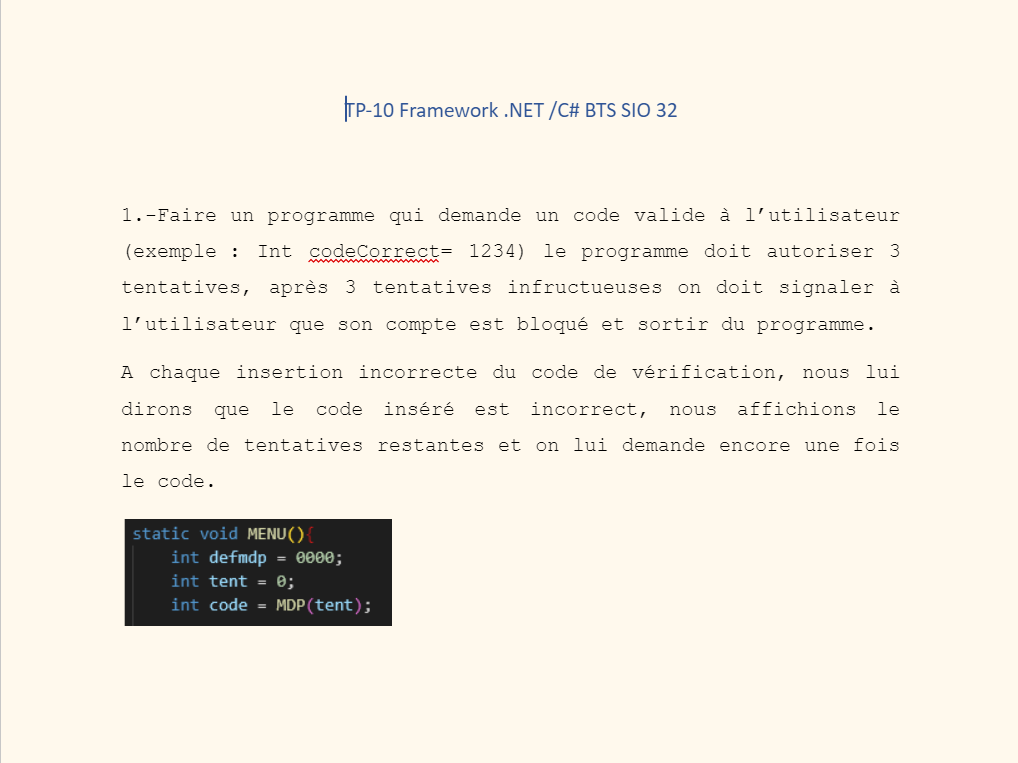 TP-10 Framework .NET /C# BTS SIO 32
1.-Faire un programme qui demande un code valide à l’utilisateur
(exemple : Int codeCorrect= 1234) le programme doit autoriser 3
tentatives, après 3 tentatives infructueuses on doit signaler à
l’utilisateur que son compte est bloqué et sortir du programme.
A chaque insertion incorrecte du code de vérification, nous lui
dirons que le code inséré est incorrect, nous affichions le
nombre de tentatives restantes et on lui demande encore une fois
le code.
static void MENU(){
int defmdp = 0000;
int tent = 0;
int code = MDP(tent);